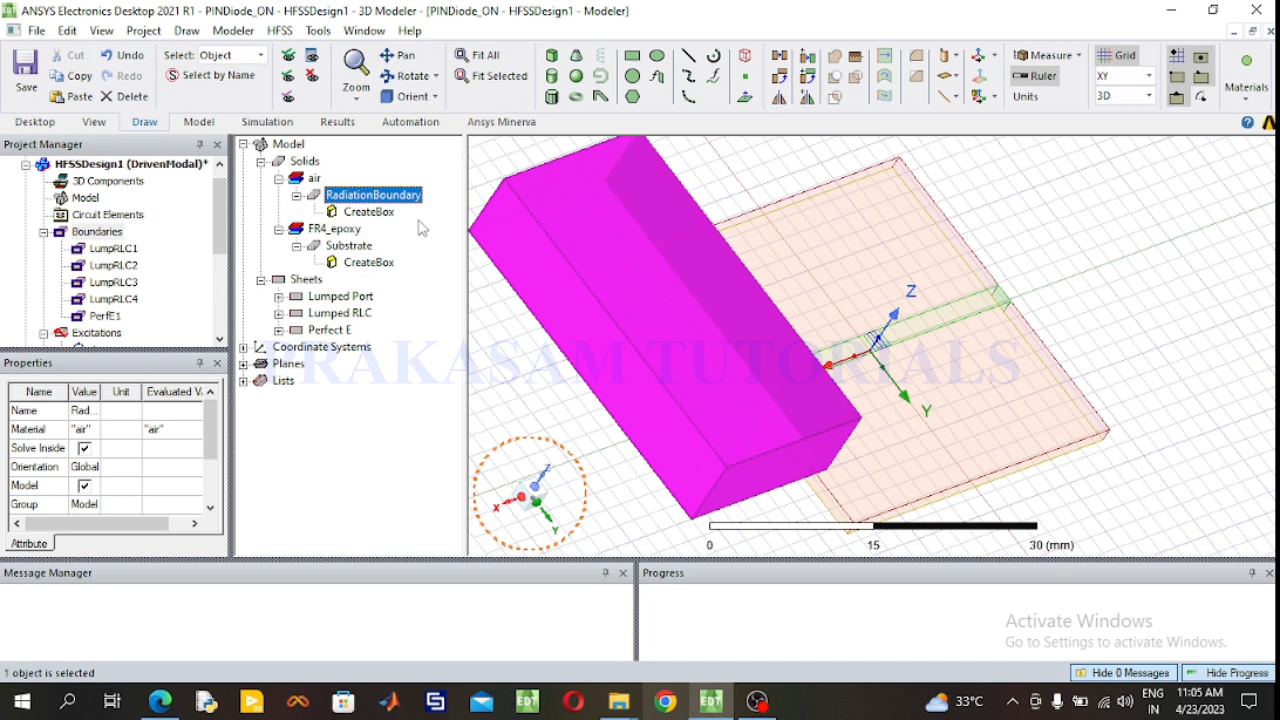 ANSYS Electronics Desktop 2021 R1 - PINDiode_ON - HFSSDesign1 - 3D Modeler - [PINDiode_ON - HFSSDesign1 - Modeler]
File Edit View Project Draw Modeler HFSS Tools Window Help
Save
Cut Copy Paste
Undo Redo Delete
Select: Object
Select by Name
Zoom
Pan Rotate Orient
Fit All
Fit Selected
Measure Ruler Units
Grid XY 3D
Materials
Desktop View Draw Model Simulation Results Automation Ansys Minerva
Project Manager
HFSSDesign1 (DrivenModal)*
3D Components
Model
Circuit Elements
Boundaries
LumpRLC1
LumpRLC2
LumpRLC3
LumpRLC4
PerfE1
Excitations
Model
Solids
air
RadiationBoundary
CreateBox
FR4_epoxy
Substrate
CreateBox
Sheets
Lumped Port
Lumped RLC
Perfect E
Coordinate Systems
Planes
Lists
Properties
Name Value Unit Evaluated V
Name Rad...
Material "air" "air"
Solve Inside
Orientation Global
Model
Group Model
Attribute
Z
Y
Z
X
Y
0 15 30 (mm)
PRAKASAM TUTORIALS
Message Manager
Progress
Activate Windows
Go to Settings to activate Windows.
1 object is selected
Hide 0 Messages Hide Progress
33°C
ENG
IN
11:05 AM
4/23/2023